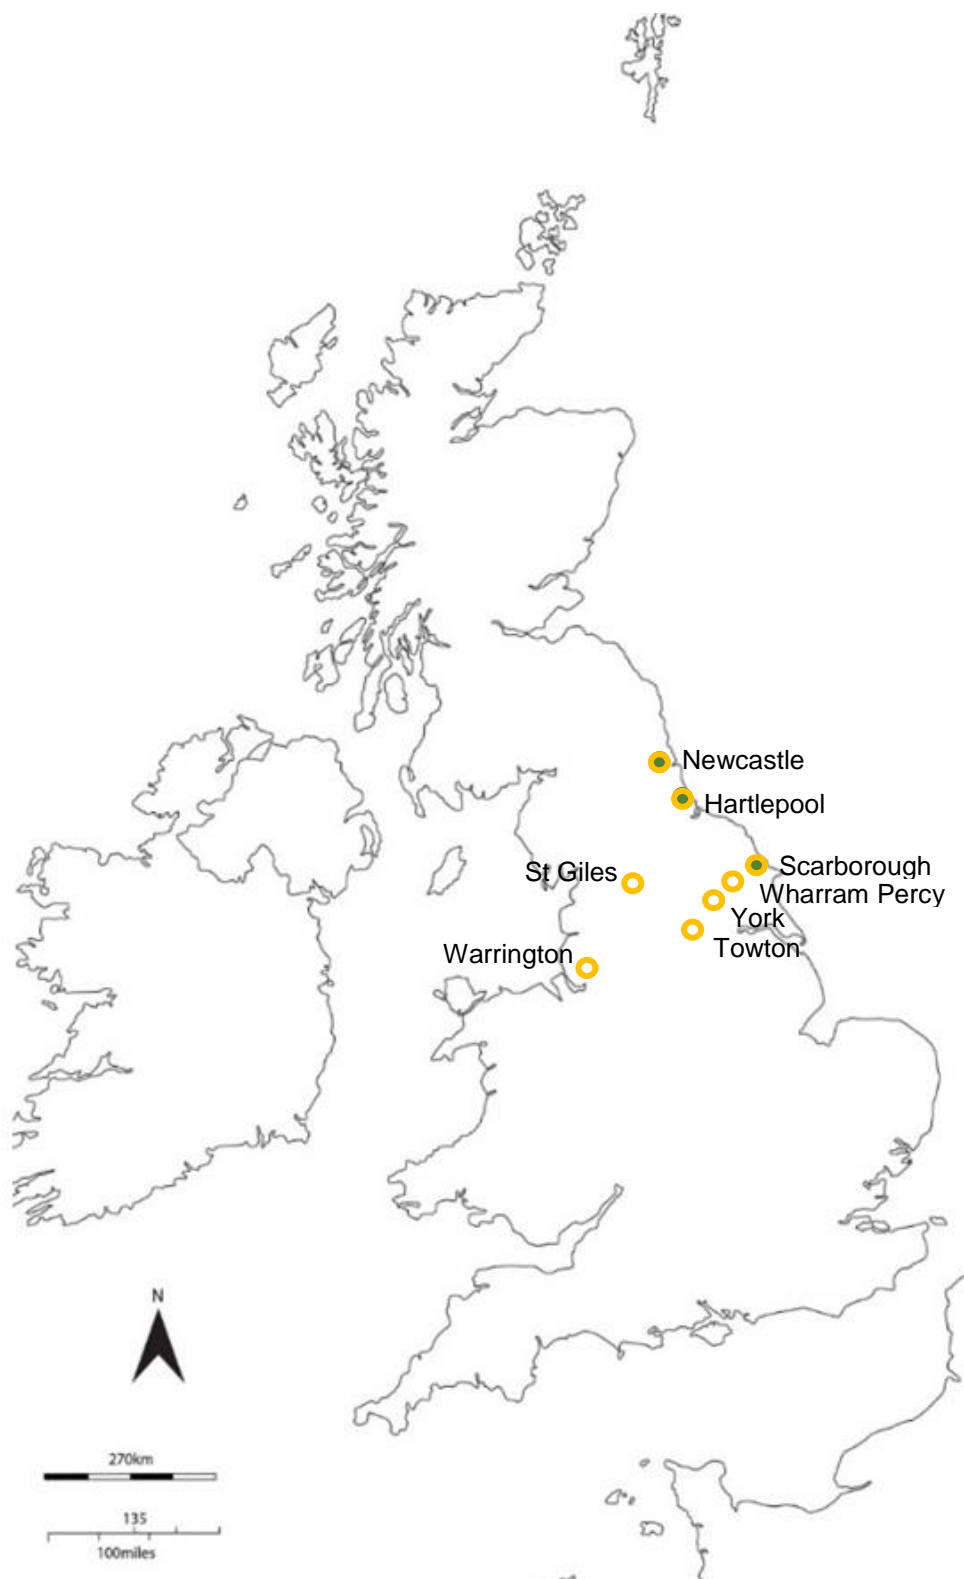 Newcastle
Hartlepool
Scarborough
St Giles
Wharram Percy
York
Towton
Warrington
N
270km
135
100miles